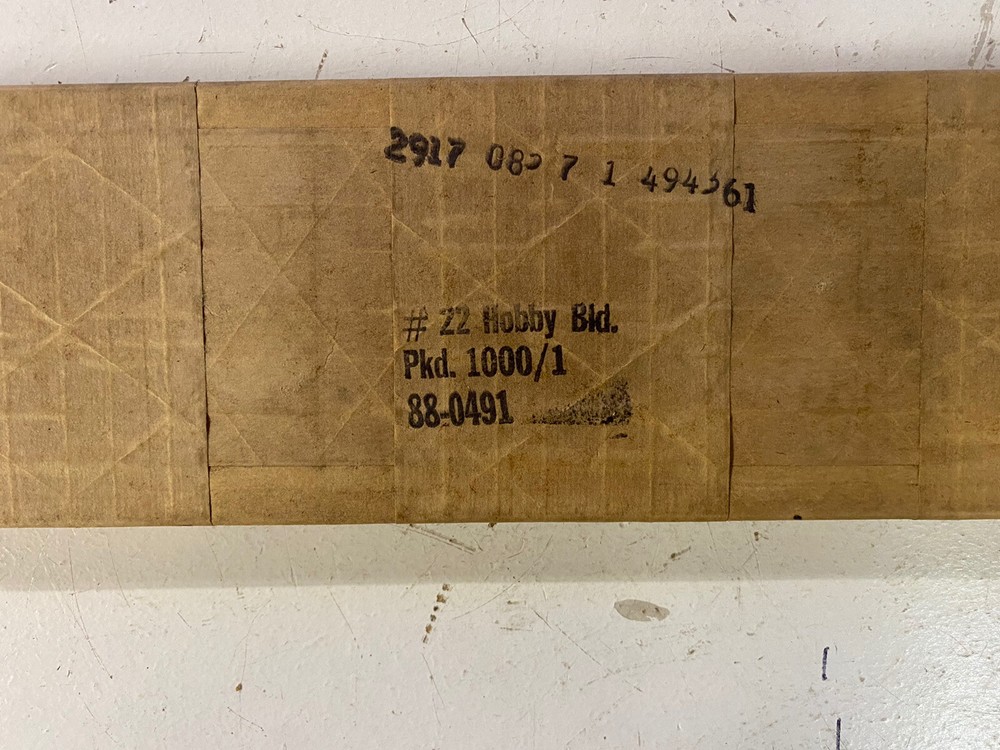 2917 7 1
# 22 Hobby Bld.
Pkd. 1000/1
88-0491